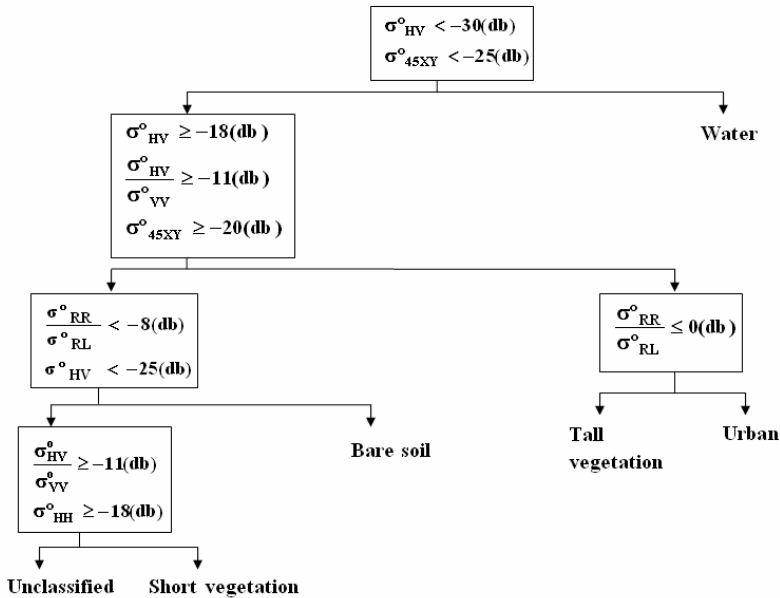 σ°HV < −30(db)
σ°45XY < −25(db)
Water
σ°HV ≥ −18(db )
σ°HV / σ°VV ≥ −11(db )
σ°45XY ≥ −20(db )
σ°RR / σ°RL < −8(db)
σ°HV < −25(db)
σ°RR / σ°RL ≤ 0(db )
Bare soil
Tall
vegetation
Urban
σ°HV / σ°VV ≥ −11(db)
σ°HH ≥ −18(db)
Unclassified
Short vegetation